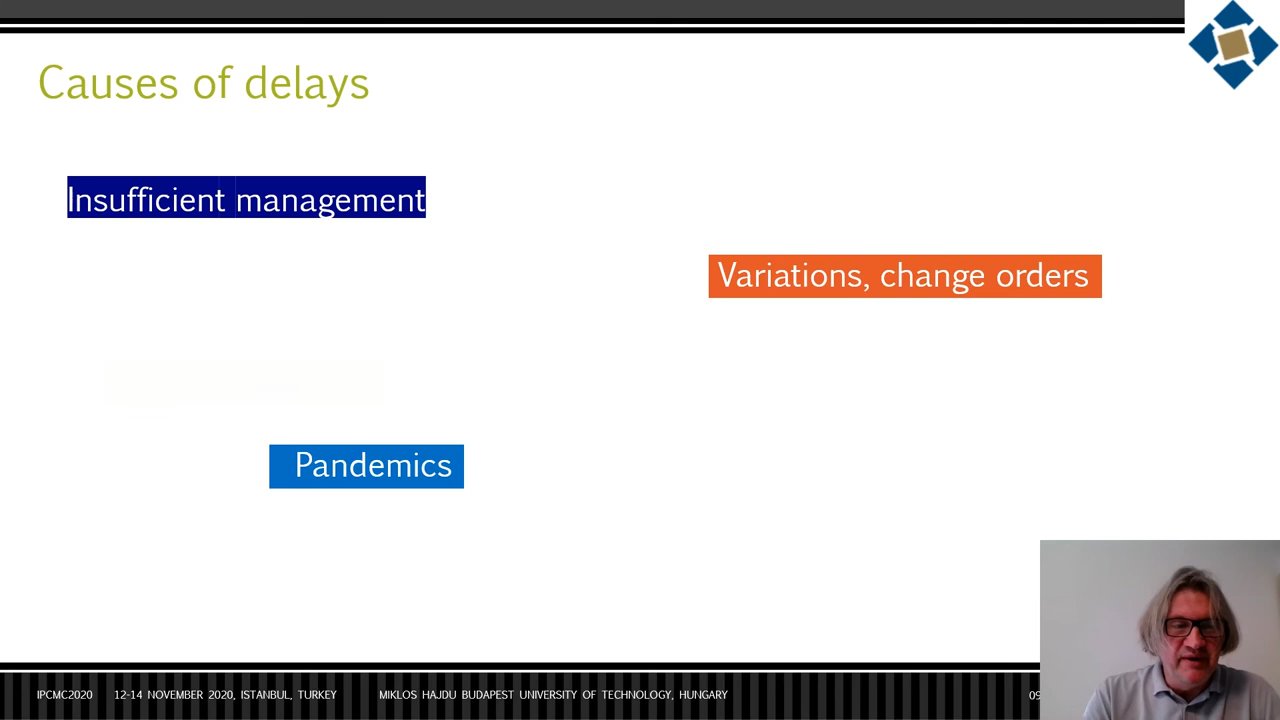 Causes of delays
Insufficient management
Variations, change orders
Pandemics
IPCMC2020 12-14 NOVEMBER 2020, ISTANBUL, TURKEY MIKLOS HAJDU BUDAPEST UNIVERSITY OF TECHNOLOGY, HUNGARY